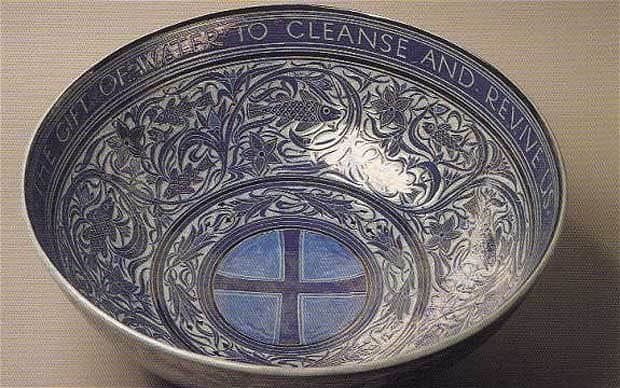 THE GIFT OF WATER TO CLEANSE AND REVIVE US.